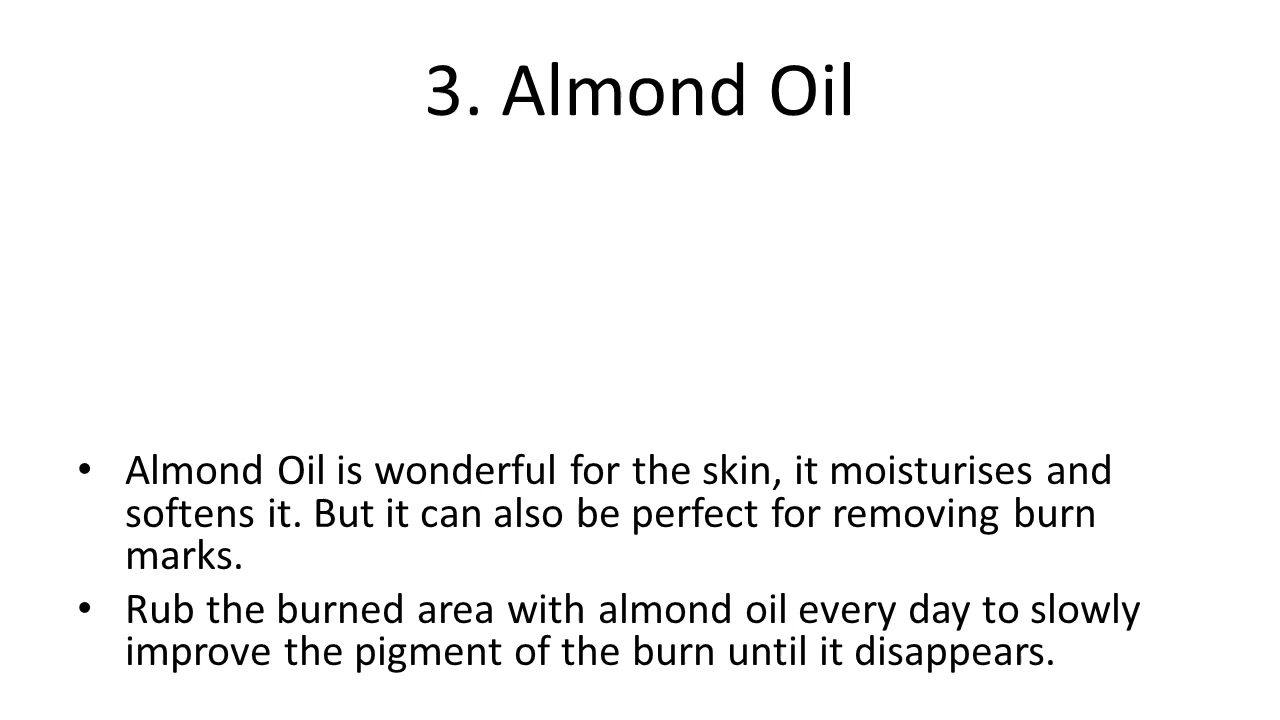 3. Almond Oil
• Almond Oil is wonderful for the skin, it moisturises and
softens it. But it can also be perfect for removing burn
marks.
• Rub the burned area with almond oil every day to slowly
improve the pigment of the burn until it disappears.